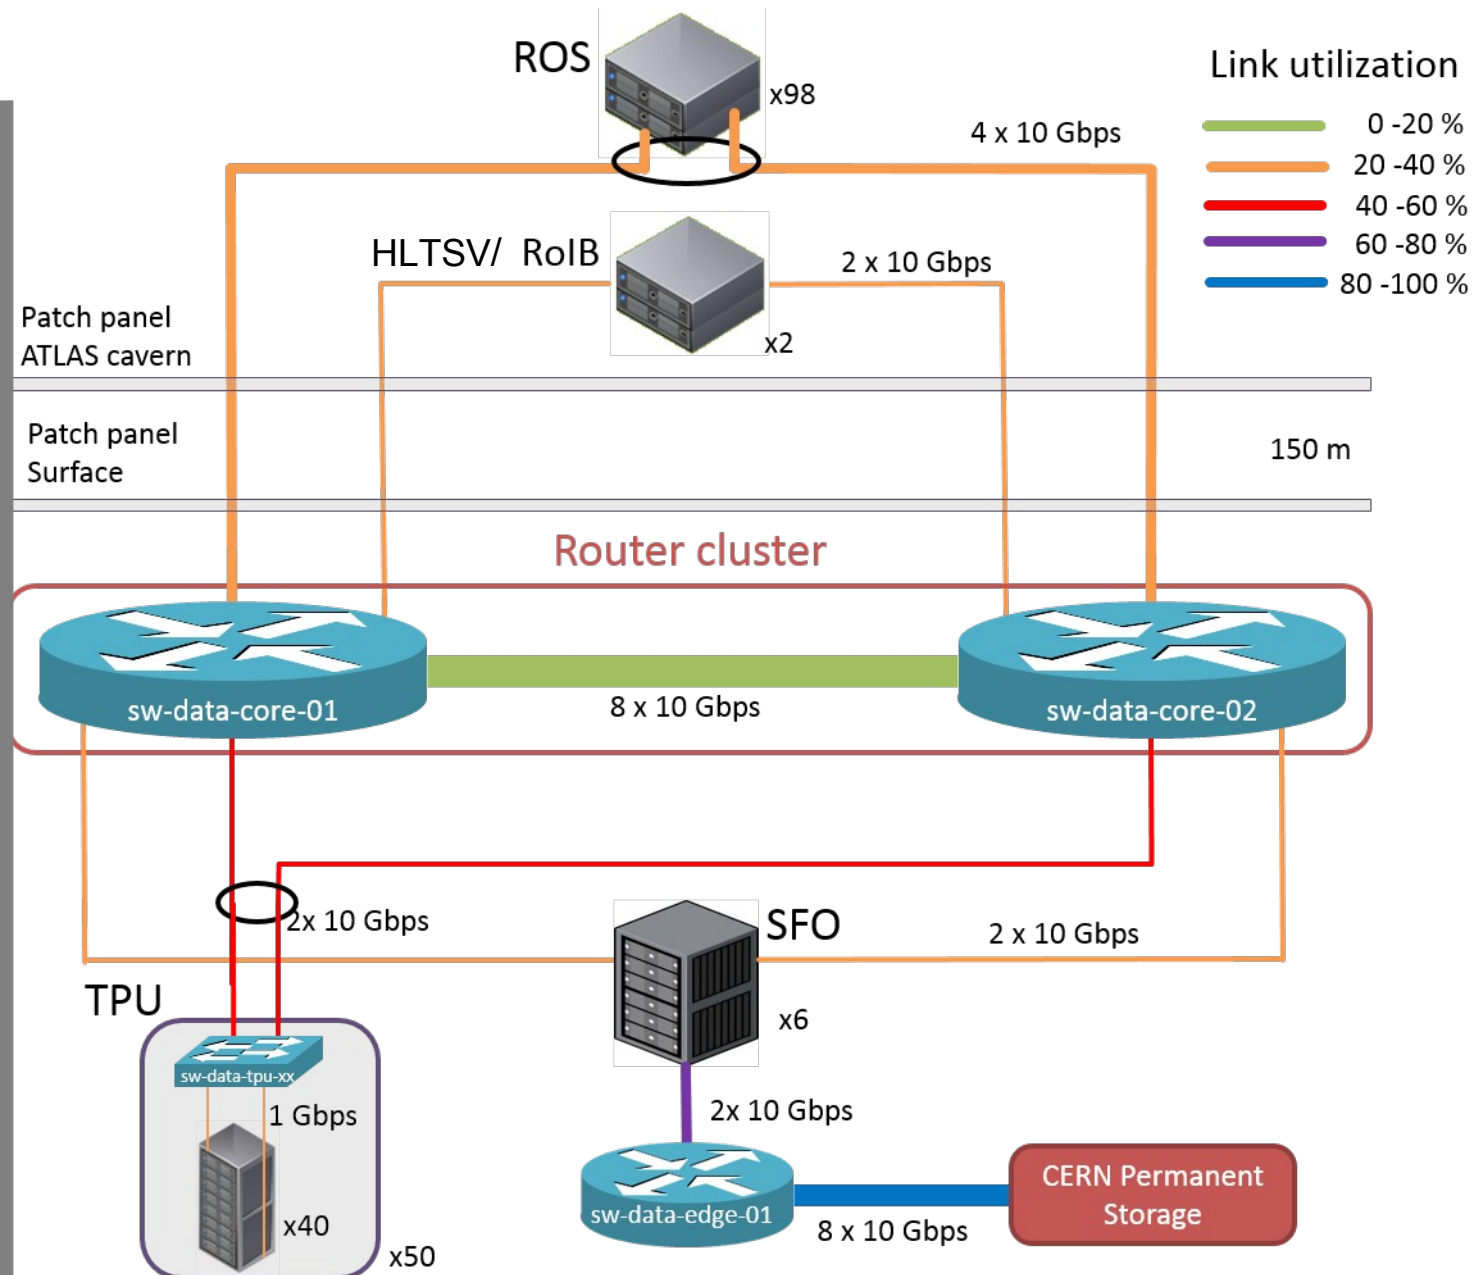 ROS
x98
4 x 10 Gbps
Link utilization
0 -20 %
20 -40 %
40 -60 %
60 -80 %
80 -100 %
HLTSV/ RoIB
2 x 10 Gbps
x2
Patch panel
ATLAS cavern
Patch panel
Surface
150 m
Router cluster
sw-data-core-01
8 x 10 Gbps
sw-data-core-02
2x 10 Gbps
SFO
2 x 10 Gbps
TPU
x6
sw-data-tpu-xx
1 Gbps
2x 10 Gbps
x40
x50
sw-data-edge-01
8 x 10 Gbps
CERN Permanent
Storage